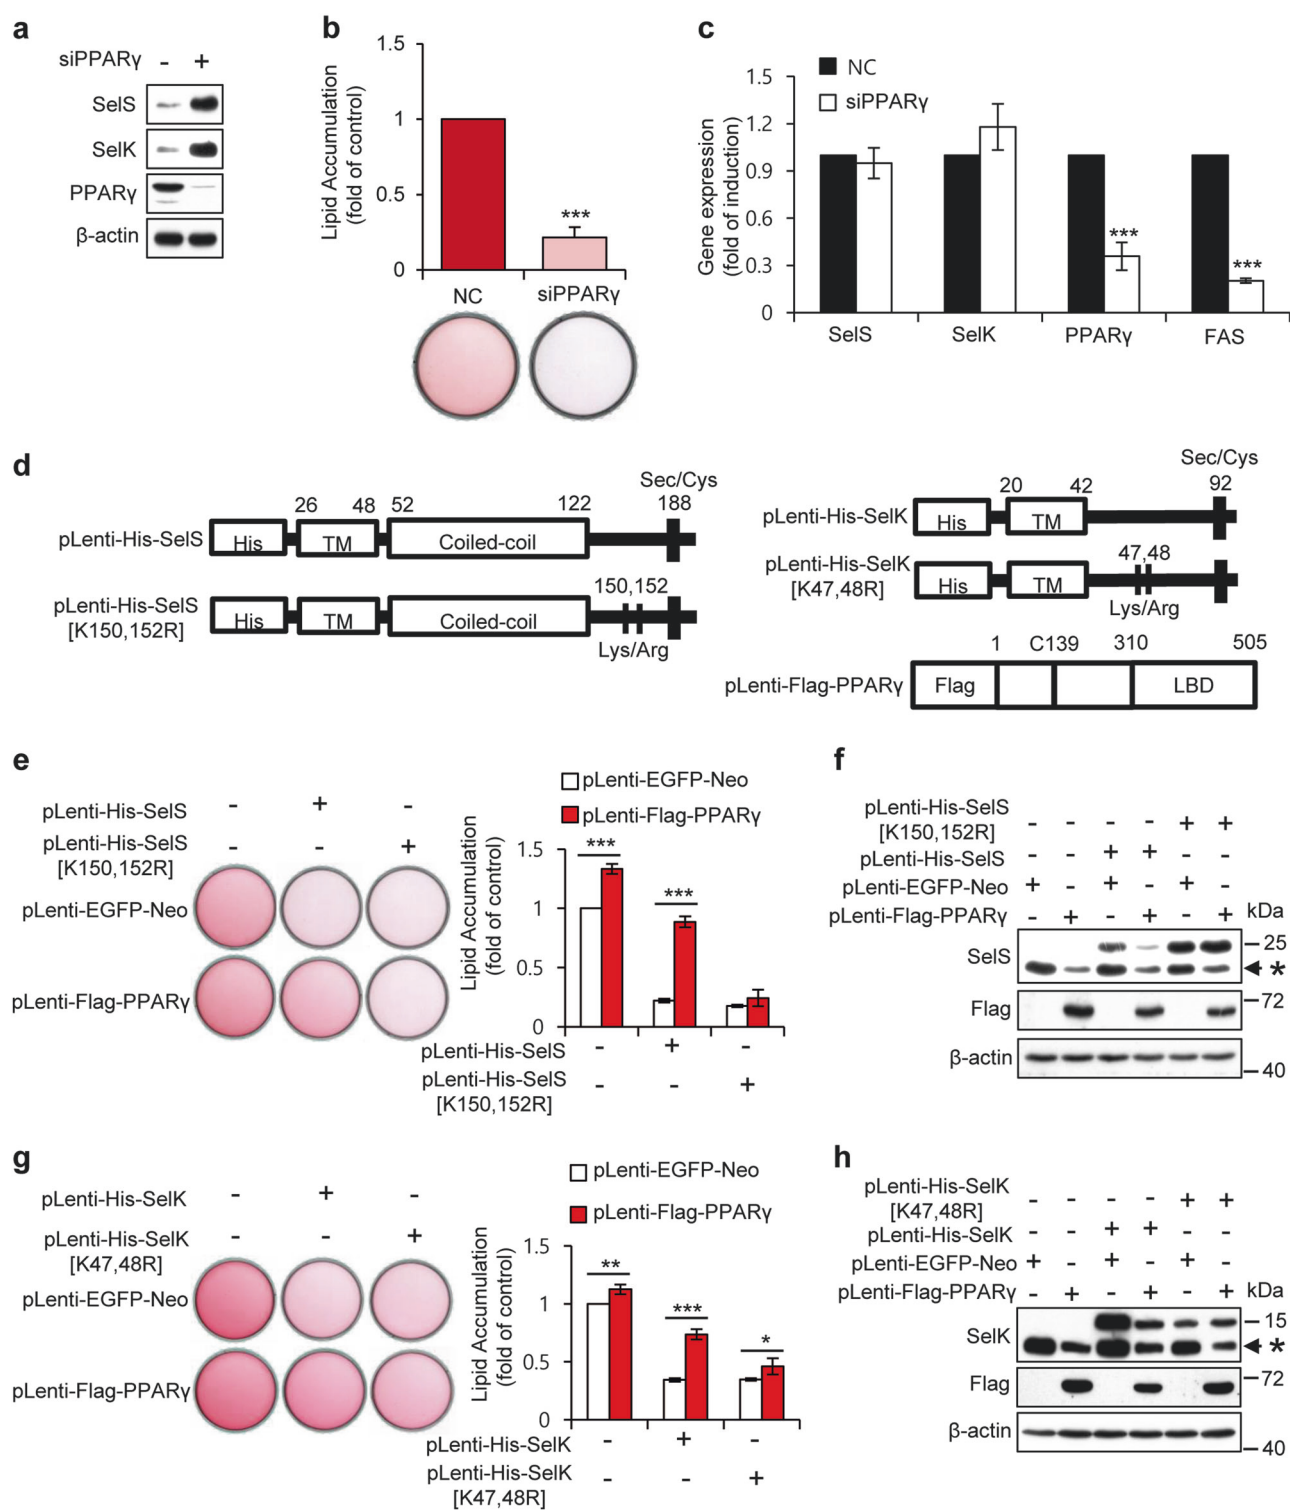 a
siPPARγ - +
SelS
SelK
PPARγ
β-actin
b
Lipid Accumulation
(fold of control)
1.5
1
0.5
0
***
NC
siPPARγ
c
Gene expression
(fold of induction)
1.5
1.2
0.9
0.6
0.3
0
NC
siPPARγ
***
***
SelS
SelK
PPARγ
FAS
d
Sec/Cys
26 48 52 122 188
pLenti-His-SelS
His TM Coiled-coil
150,152
pLenti-His-SelS
[K150,152R]
His TM Coiled-coil
Lys/Arg
Sec/Cys
20 42 92
pLenti-His-SelK
His TM
47,48
pLenti-His-SelK
[K47,48R]
His TM
Lys/Arg
1 C139 310 505
pLenti-Flag-PPARγ
Flag LBD
e
pLenti-His-SelS - + -
pLenti-His-SelS
[K150,152R]
- - +
pLenti-EGFP-Neo
pLenti-Flag-PPARγ
pLenti-EGFP-Neo
pLenti-Flag-PPARγ
Lipid Accumulation
(fold of control)
1.5
1
0.5
0
***
***
pLenti-His-SelS
- + -
pLenti-His-SelS
[K150,152R]
- - +
f
pLenti-His-SelS
[K150,152R]
- - - - + +
pLenti-His-SelS - - + + - -
pLenti-EGFP-Neo + - + - + -
pLenti-Flag-PPARγ - + - + - + kDa
SelS
25
*
Flag
72
β-actin
40
g
pLenti-His-SelK - + -
pLenti-His-SelK
[K47,48R]
- - +
pLenti-EGFP-Neo
pLenti-Flag-PPARγ
pLenti-EGFP-Neo
pLenti-Flag-PPARγ
Lipid Accumulation
(fold of control)
1.5
1
0.5
0
**
***
*
pLenti-His-SelK
- + -
pLenti-His-SelK
[K47,48R]
- - +
h
pLenti-His-SelK
[K47,48R]
- - - - + +
pLenti-His-SelK - - + + - -
pLenti-EGFP-Neo + - + - + -
pLenti-Flag-PPARγ - + - + - + kDa
SelK
15
*
Flag
72
β-actin
40